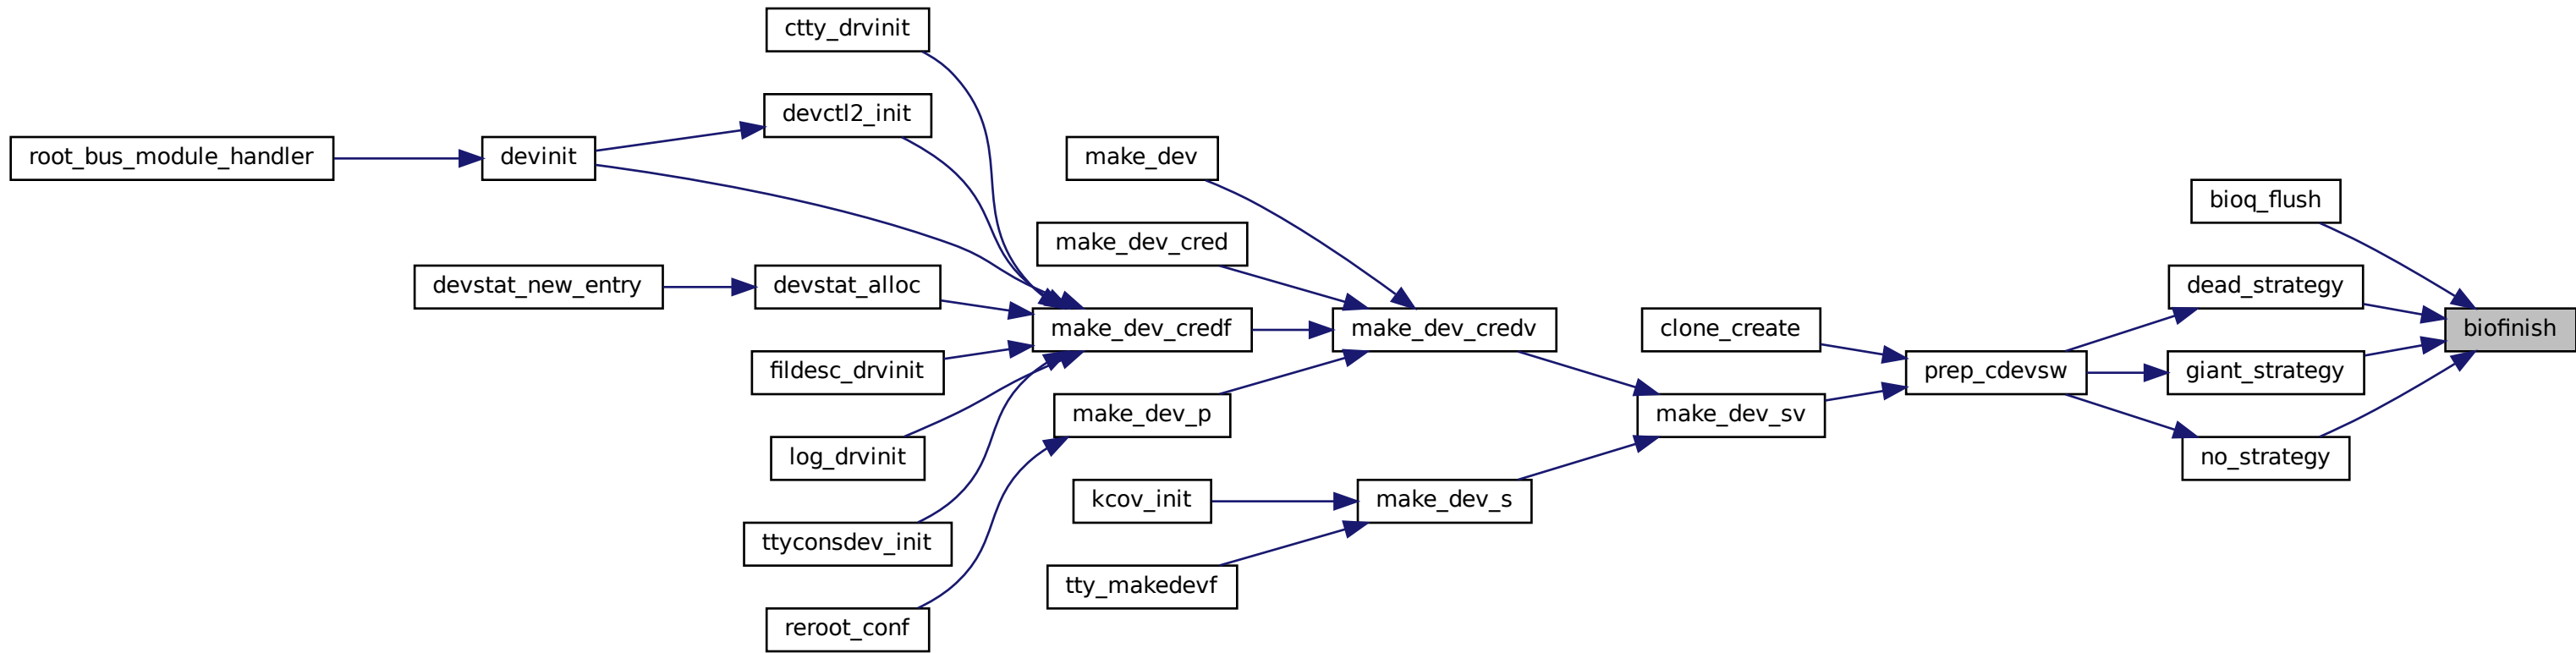 ctty_drvinit
devctl2_init
root_bus_module_handler
devinit
make_dev
bioq_flush
make_dev_cred
devstat_new_entry
devstat_alloc
dead_strategy
make_dev_credf
make_dev_credv
clone_create
biofinish
fildesc_drvinit
prep_cdevsw
giant_strategy
make_dev_p
make_dev_sv
log_drvinit
no_strategy
kcov_init
make_dev_s
ttyconsdev_init
tty_makedevf
reroot_conf